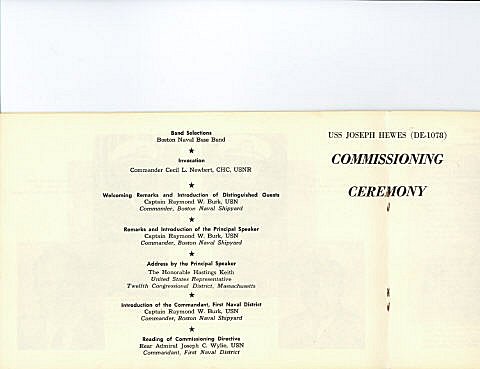 Band Selections
Boston Naval Base Band
★
Invocation
Commander Cecil L. Newbert, CHC, USNR
★
Welcoming Remarks and Introduction of Distinguished Guests
Captain Raymond W. Burk, USN
Commander, Boston Naval Shipyard
★
Remarks and Introduction of the Principal Speaker
Captain Raymond W. Burk, USN
Commander, Boston Naval Shipyard
★
Address by the Principal Speaker
The Honorable Hastings Keith
United States Representative
Twelfth Congressional District, Massachusetts
★
Introduction of the Commandant, First Naval District
Captain Raymond W. Burk, USN
Commander, Boston Naval Shipyard
★
Reading of Commissioning Directive
Rear Admiral Joseph C. Wylie, USN
Commandant, First Naval District
USS JOSEPH HEWES (DE-1078)
COMMISSIONING
CEREMONY